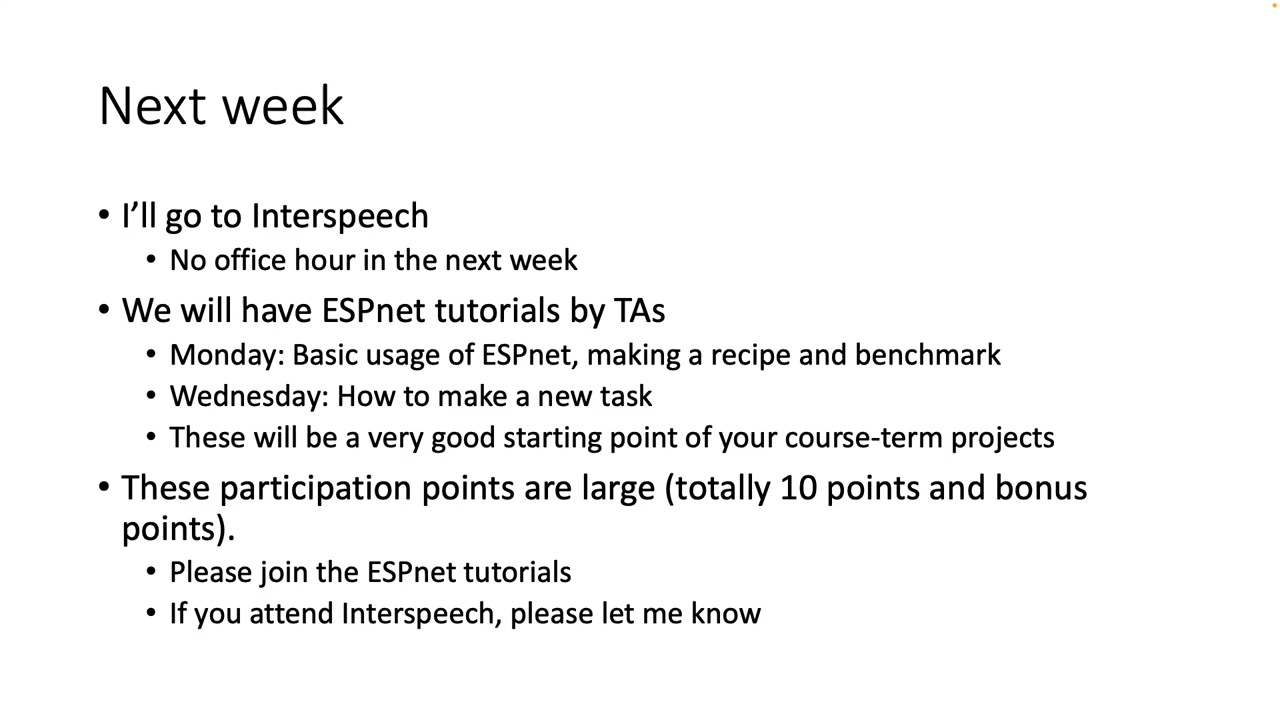 Next week
• I’ll go to Interspeech
• No office hour in the next week
• We will have ESPnet tutorials by TAs
• Monday: Basic usage of ESPnet, making a recipe and benchmark
• Wednesday: How to make a new task
• These will be a very good starting point of your course-term projects
• These participation points are large (totally 10 points and bonus
points).
• Please join the ESPnet tutorials
• If you attend Interspeech, please let me know